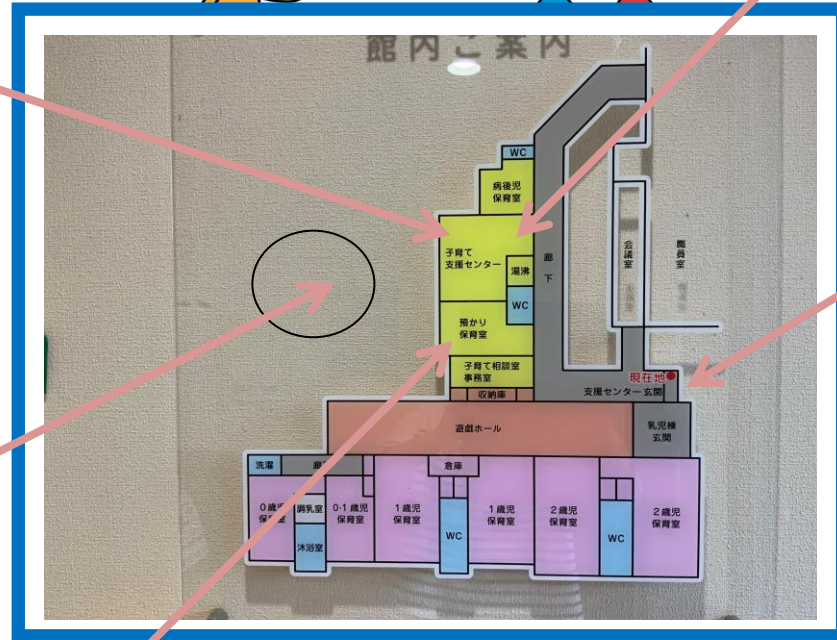 館内ご案内
WC
病後児
保育室
子育て
支援センター
湯沸
WC
廊下
会議室
職員室
預かり
保育室
子育て相談室
事務室
収納庫
現在地
支援センター玄関
遊戯ホール
乳児棟
玄関
洗濯
倉庫
0歳児
保育室
調乳室
沐浴室
0·1歳児
保育室
1歳児
保育室
WC
1歳児
保育室
2歳児
保育室
WC
2歳児
保育室